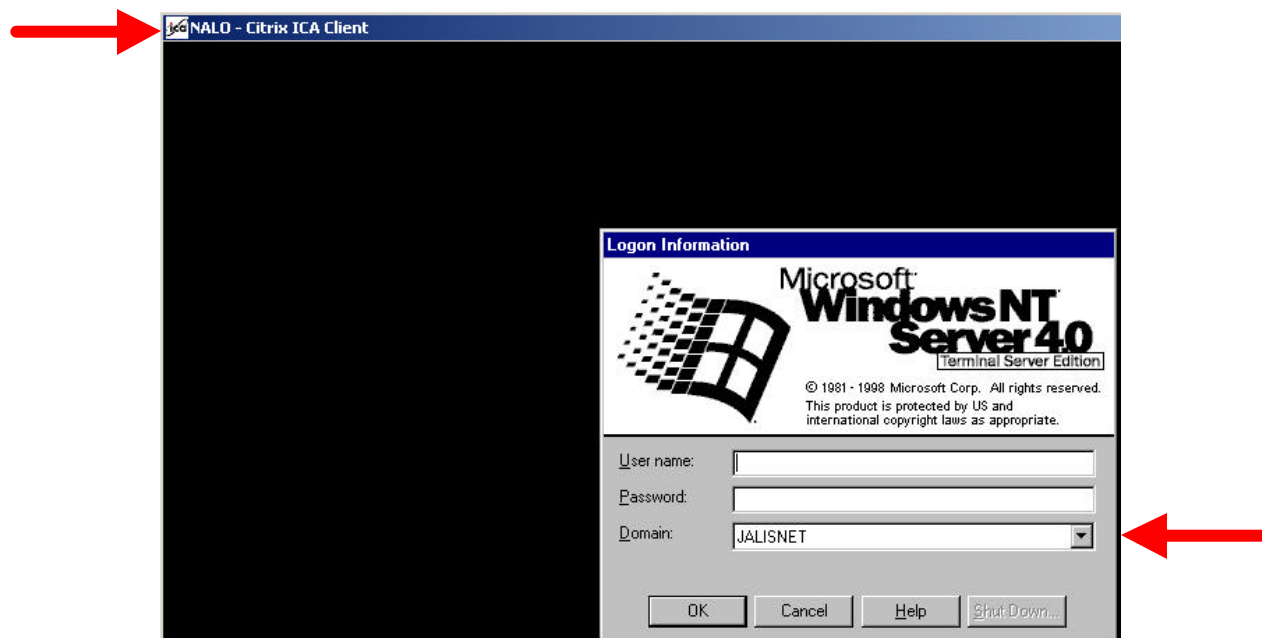 ica NALO - Citrix ICA Client
Logon Information
Microsoft
Windows NT
Server 4.0
Terminal Server Edition
© 1981 - 1998 Microsoft Corp. All rights reserved.
This product is protected by US and
international copyright laws as appropriate.
User name:
Password:
Domain: JALISNET
OK Cancel Help Shut Down...